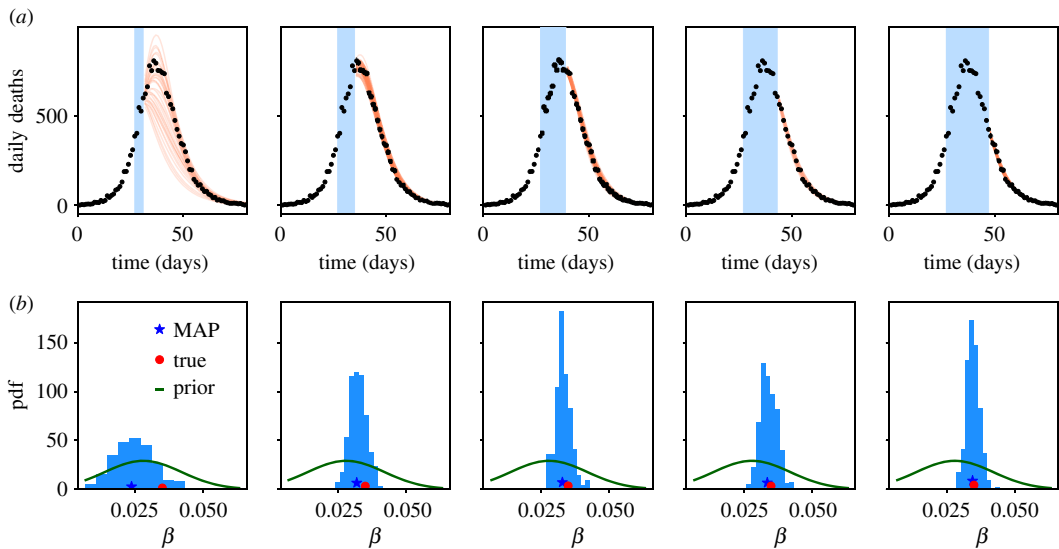 (a)
daily deaths
500
0
0 50 0 50 0 50 0 50 0 50
time (days) time (days) time (days) time (days) time (days)
(b)
pdf
150
100
50
0
MAP
true
prior
0.025 0.050 0.025 0.050 0.025 0.050 0.025 0.050 0.025 0.050
β β β β β